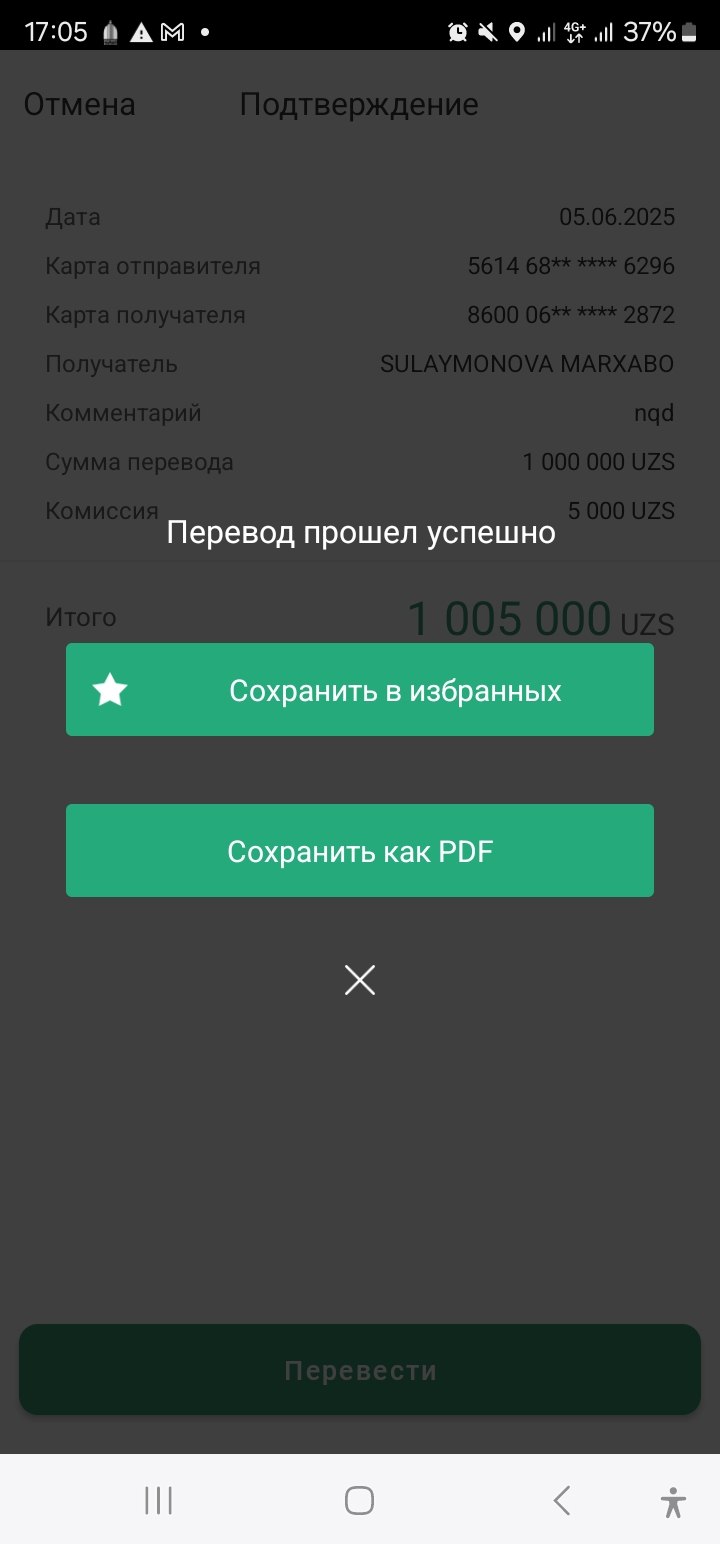 17:05 4G+ 37%
Отмена Подтверждение
Дата 05.06.2025
Карта отправителя 5614 68** **** 6296
Карта получателя 8600 06** **** 2872
Получатель SULAYMONOVA MARXABO
Комментарий nqd
Сумма перевода 1 000 000 UZS
Комиссия 5 000 UZS
Перевод прошел успешно
Итого 1 005 000 UZS
Сохранить в избранных
Сохранить как PDF
Перевести